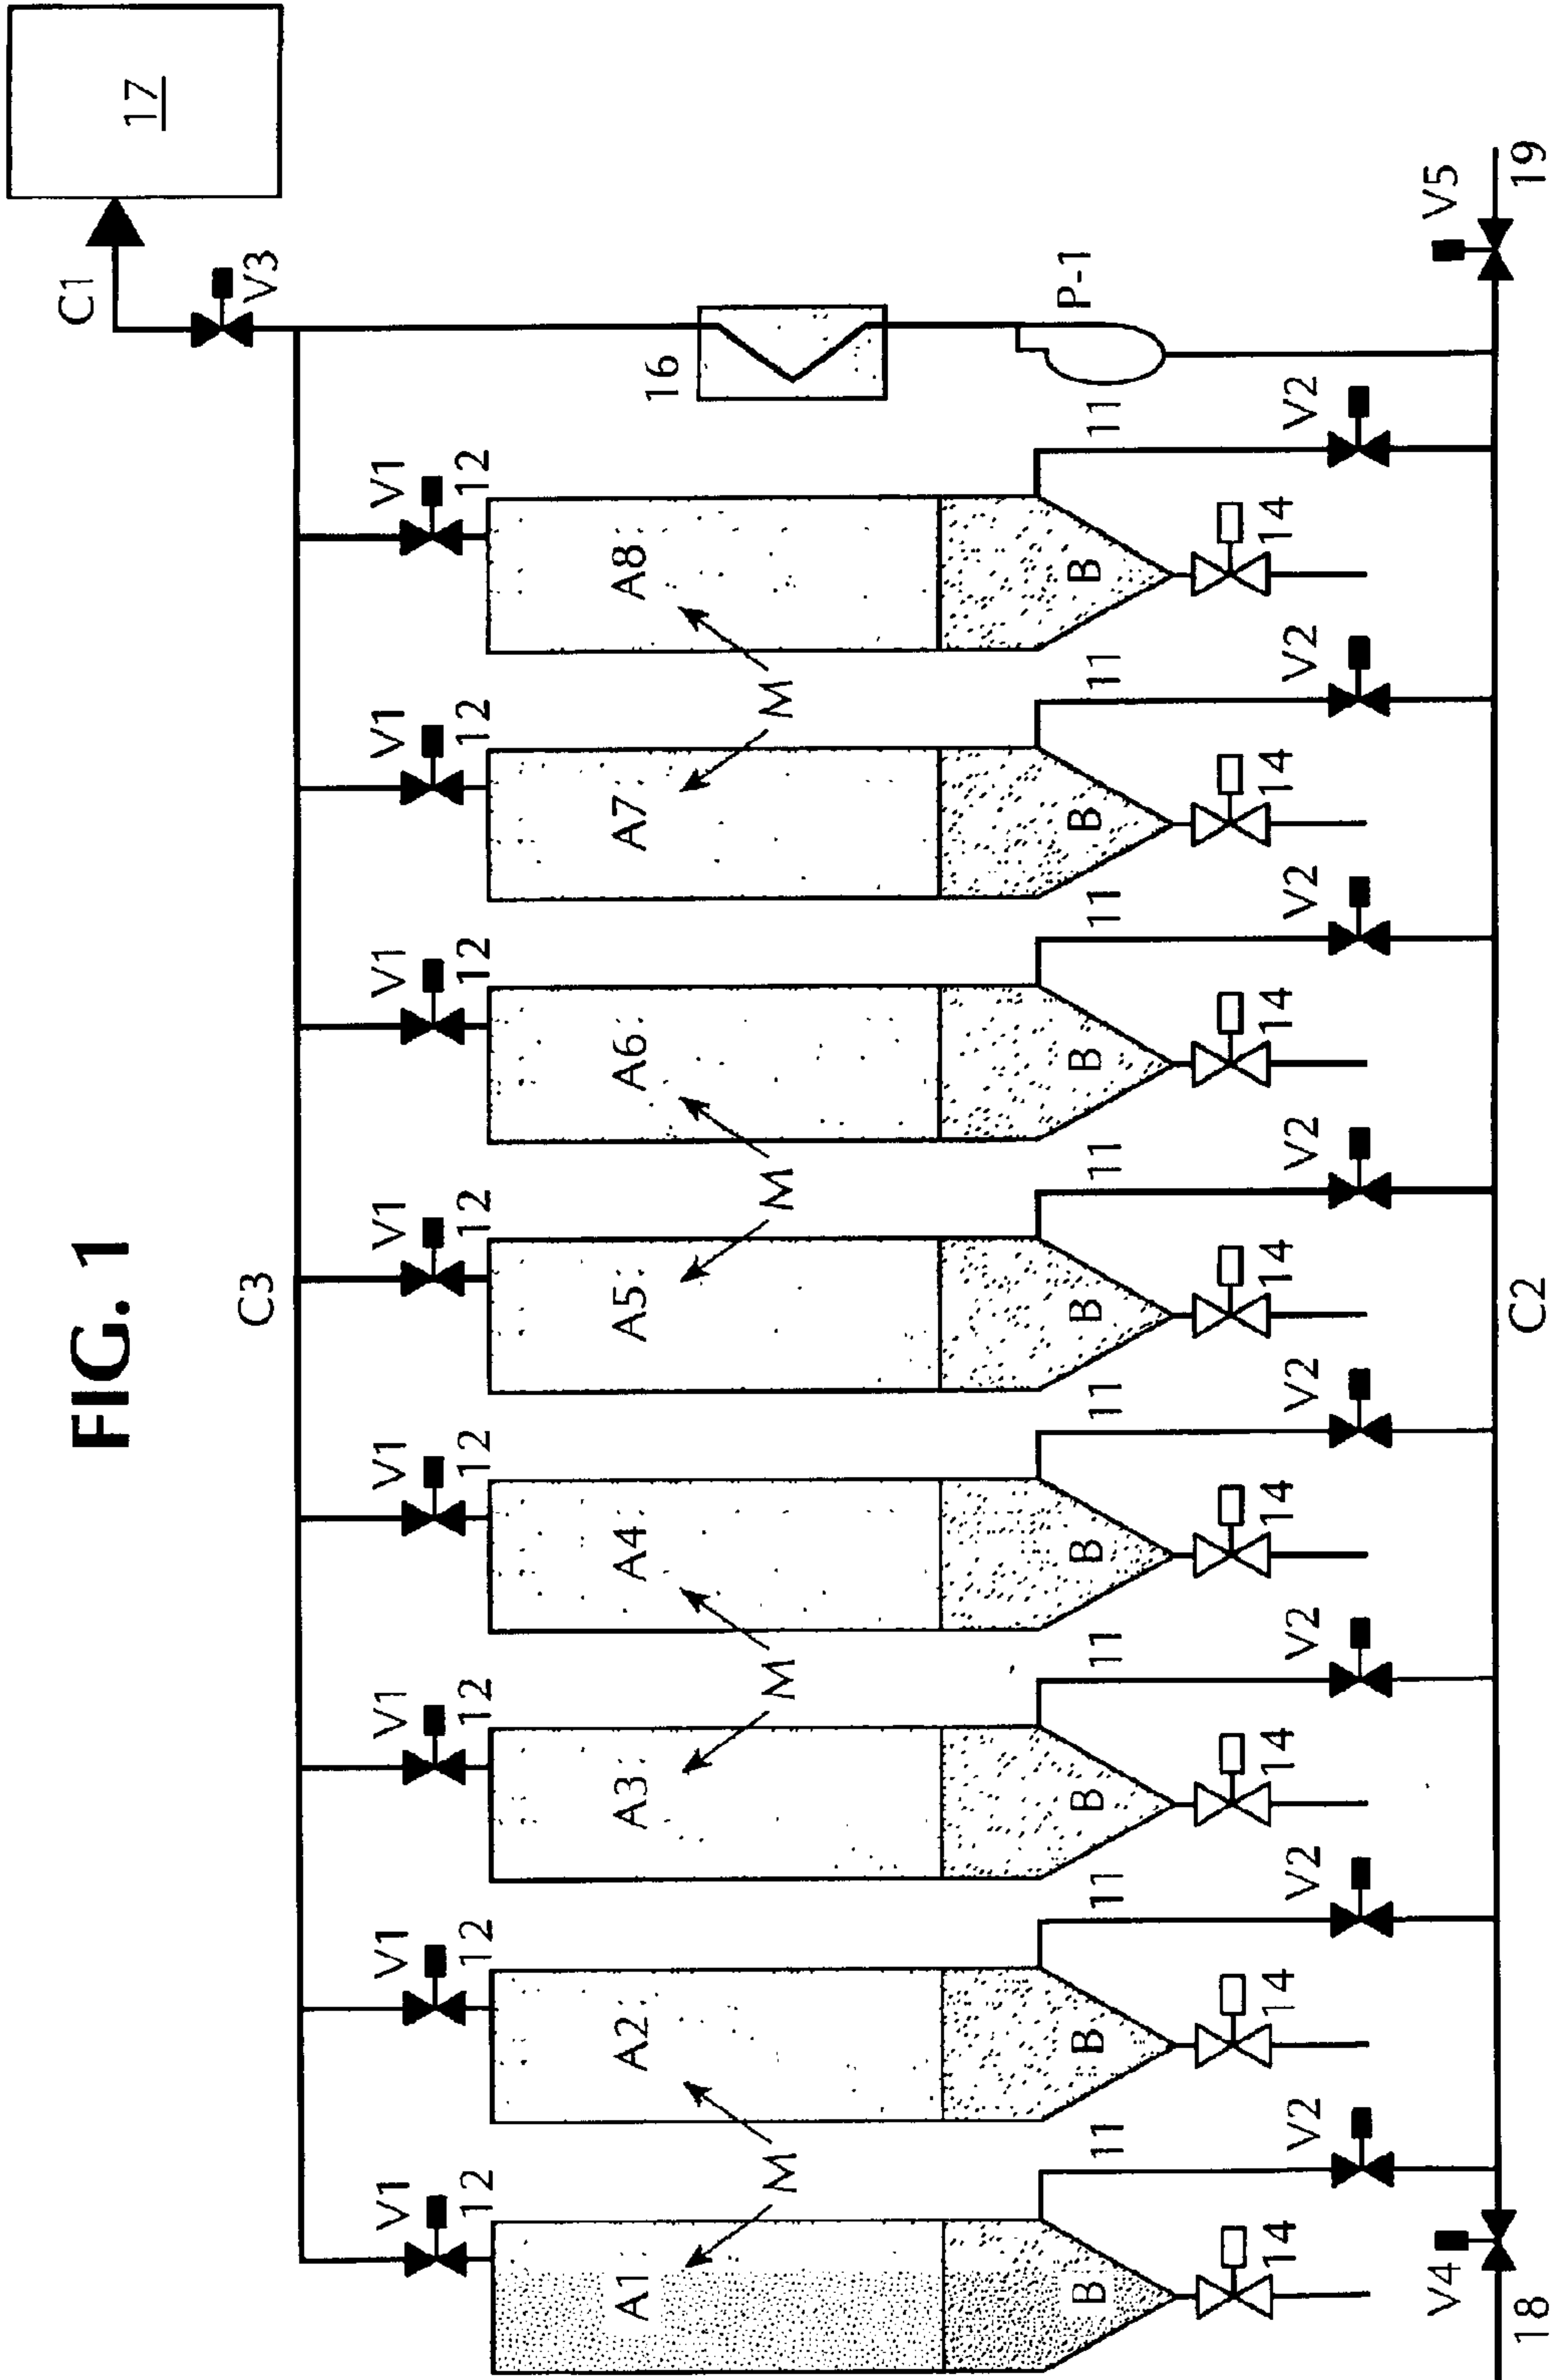 FIG. 1
C1
17
C3
V3
V1 V1 V1 V1 V1 V1 V1 V1
12 12 12 12 12 12 12 12
A1 A2 A3 A4 A5 A6 A7 A8
16
M M M M
P-1
B B B B B B B B
11 11 11 11 11 11 11 11
14 14 14 14 14 14 14 14
V2 V2 V2 V2 V2 V2 V2 V2
V4 V5
18 C2 19